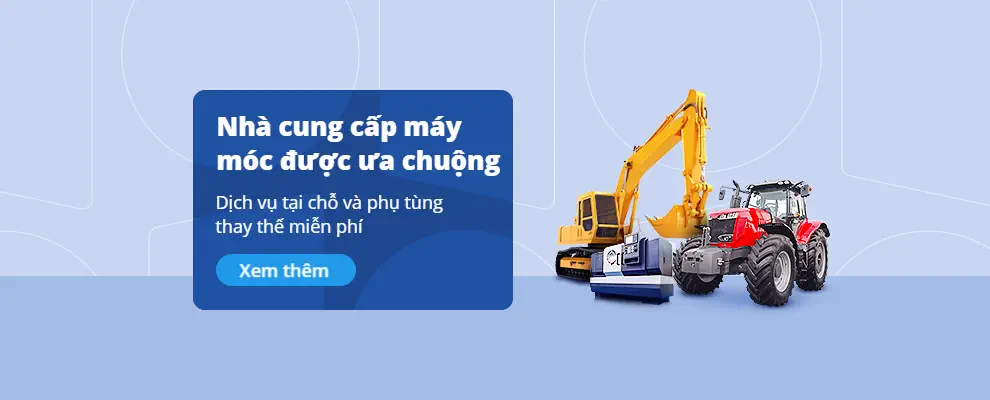 Nhà cung cấp máy
móc được ưa chuộng
Dịch vụ tại chỗ và phụ tùng
thay thế miễn phí
Xem thêm